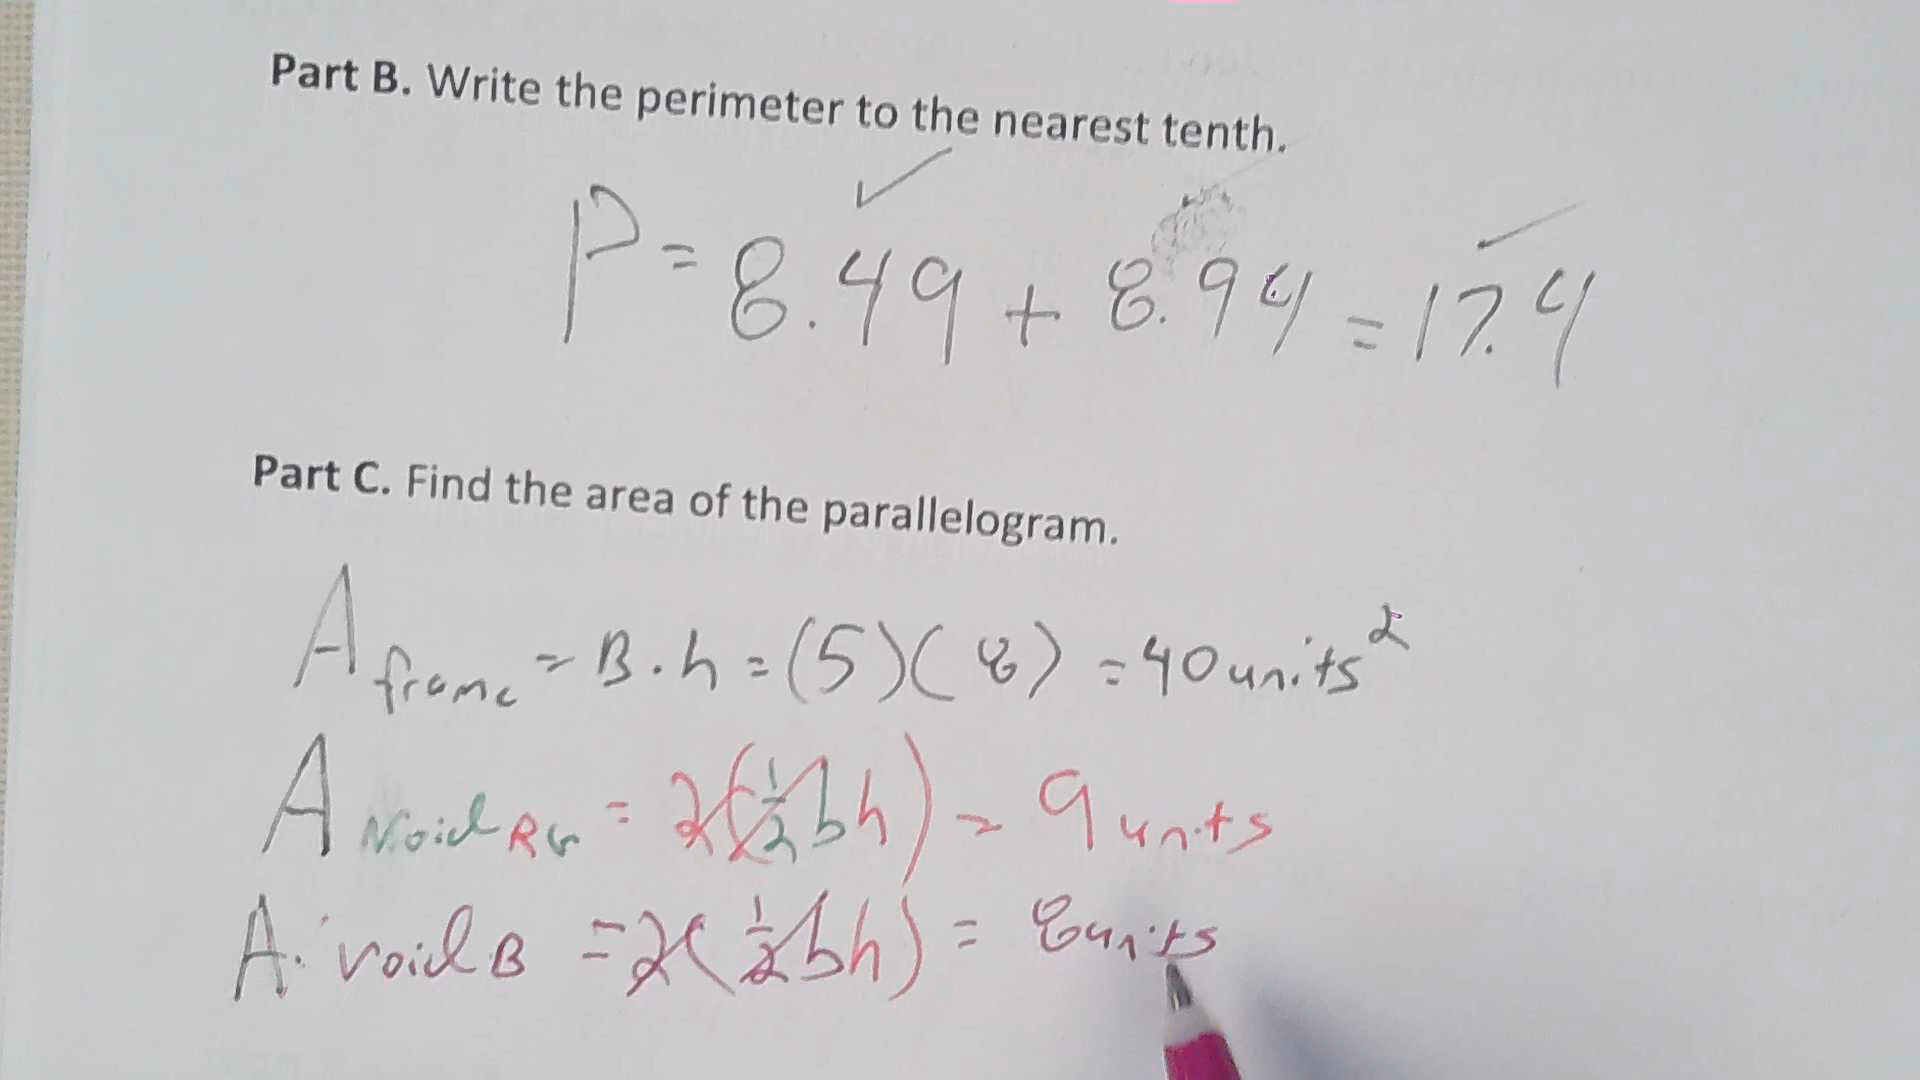 Part B. Write the perimeter to the nearest tenth.
P = 8.49 + 8.94 = 17.4
Part C. Find the area of the parallelogram.
A frame = B . h = (5)(8) = 40 units²
A void RG = 2(½bh) = 9 units
A. void B = 2(½bh) = 8 units